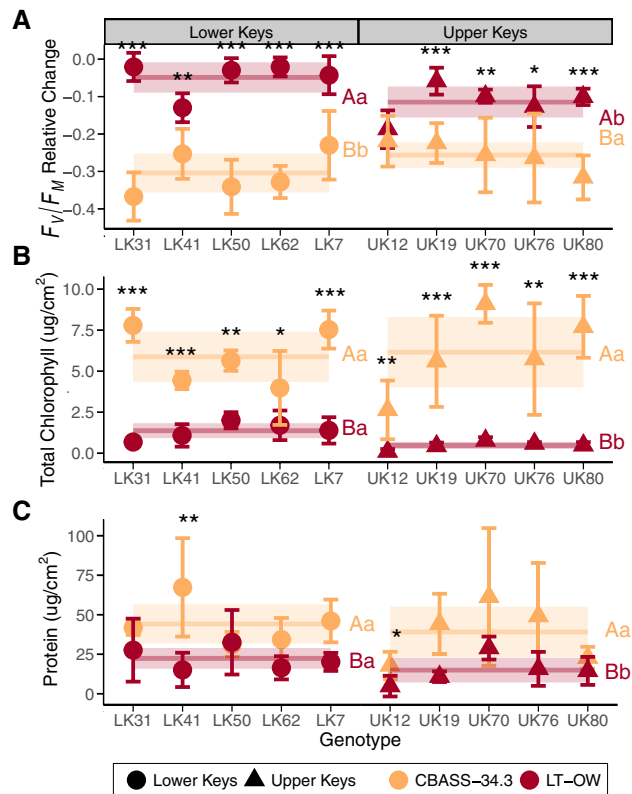 A
Lower Keys
Upper Keys
*** ** *** *** *** *** ** * ***
0.0
−0.1
−0.2
−0.3
−0.4
F_V/F_M Relative Change
Aa
Bb
Ab
Ba
LK31 LK41 LK50 LK62 LK7 UK12 UK19 UK70 UK76 UK80
B
*** *** ** * *** ** *** *** ** ***
10.0
7.5
5.0
2.5
0.0
Total Chlorophyll (ug/cm²)
Aa
Ba
Aa
Bb
LK31 LK41 LK50 LK62 LK7 UK12 UK19 UK70 UK76 UK80
C
** *
100
75
50
25
0
Protein (ug/cm²)
Aa
Ba
Aa
Bb
LK31 LK41 LK50 LK62 LK7 UK12 UK19 UK70 UK76 UK80
Genotype
Lower Keys Upper Keys CBASS−34.3 LT−OW